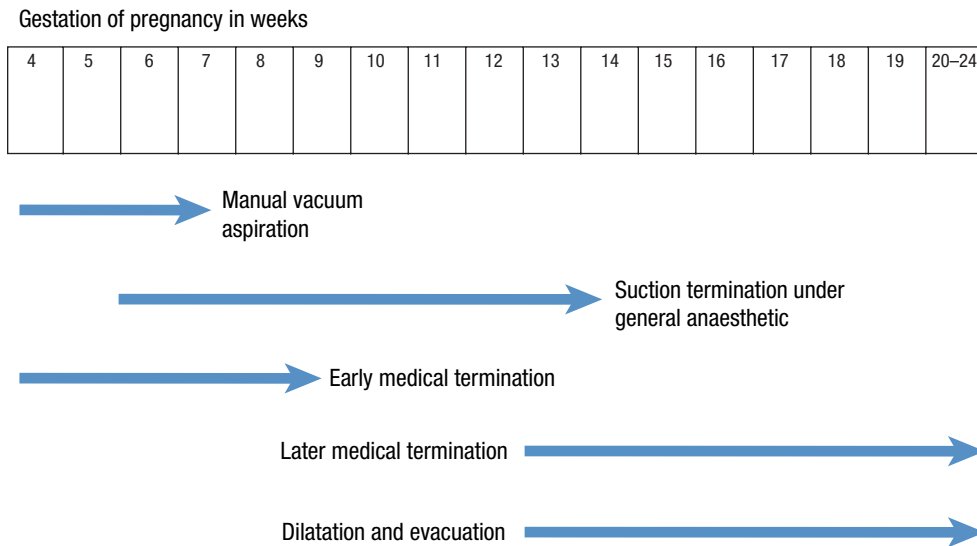 Gestation of pregnancy in weeks
4 5 6 7 8 9 10 11 12 13 14 15 16 17 18 19 20–24
Manual vacuum
aspiration
Suction termination under
general anaesthetic
Early medical termination
Later medical termination
Dilatation and evacuation